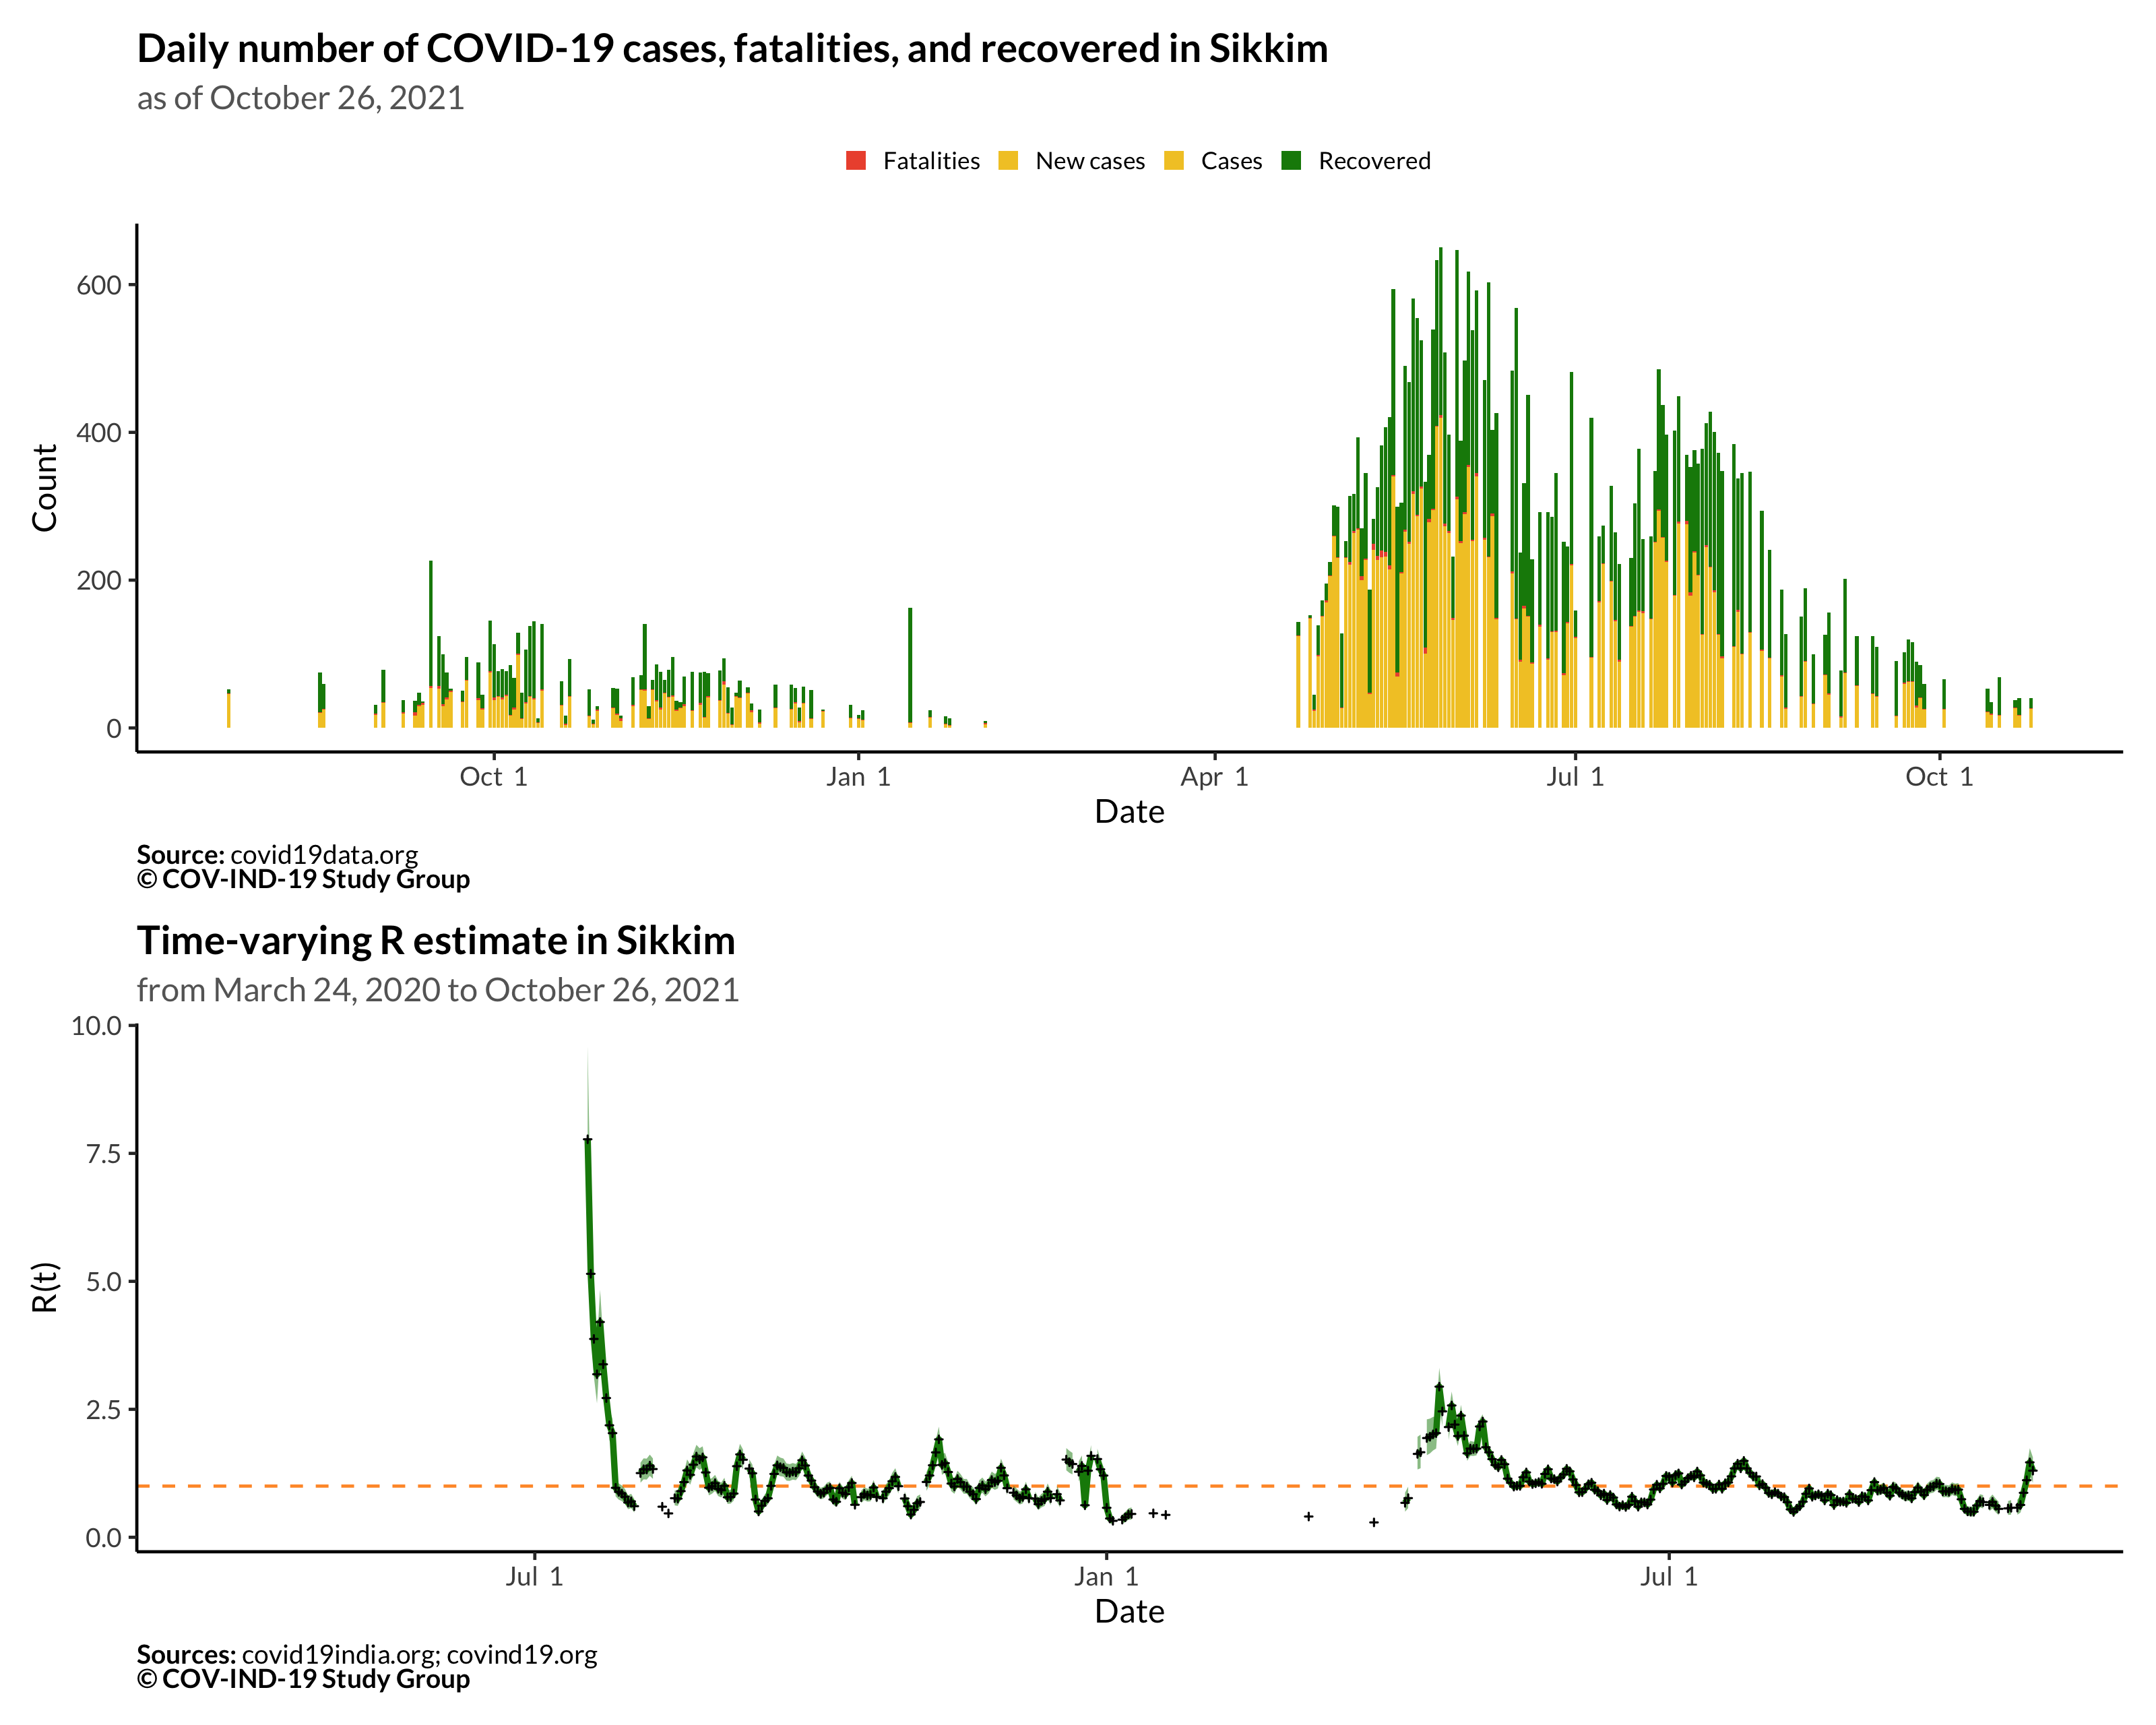 Daily number of COVID-19 cases, fatalities, and recovered in Sikkim
as of October 26, 2021
Fatalities New cases Cases Recovered
Count
600
400
200
0
Oct 1 Jan 1 Apr 1 Jul 1 Oct 1
Date
Source: covid19data.org
© COV-IND-19 Study Group
Time-varying R estimate in Sikkim
from March 24, 2020 to October 26, 2021
R(t)
10.0
7.5
5.0
2.5
0.0
Jul 1 Jan 1 Jul 1
Date
Sources: covid19india.org; covind19.org
© COV-IND-19 Study Group